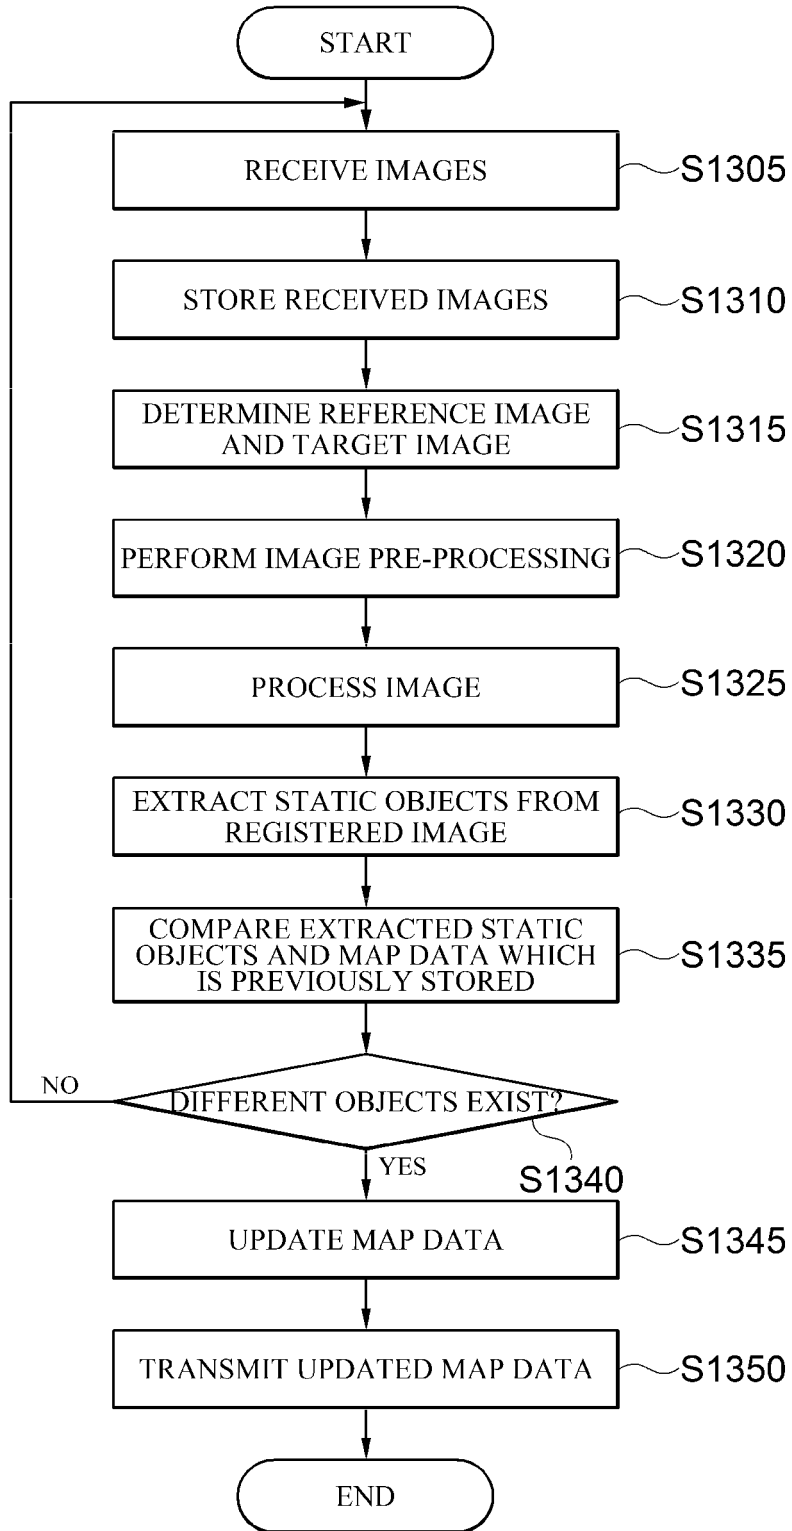 START
RECEIVE IMAGES
S1305
STORE RECEIVED IMAGES
S1310
DETERMINE REFERENCE IMAGE
AND TARGET IMAGE
S1315
PERFORM IMAGE PRE-PROCESSING
S1320
PROCESS IMAGE
S1325
EXTRACT STATIC OBJECTS FROM
REGISTERED IMAGE
S1330
COMPARE EXTRACTED STATIC
OBJECTS AND MAP DATA WHICH
IS PREVIOUSLY STORED
S1335
NO
DIFFERENT OBJECTS EXIST?
YES
S1340
UPDATE MAP DATA
S1345
TRANSMIT UPDATED MAP DATA
S1350
END